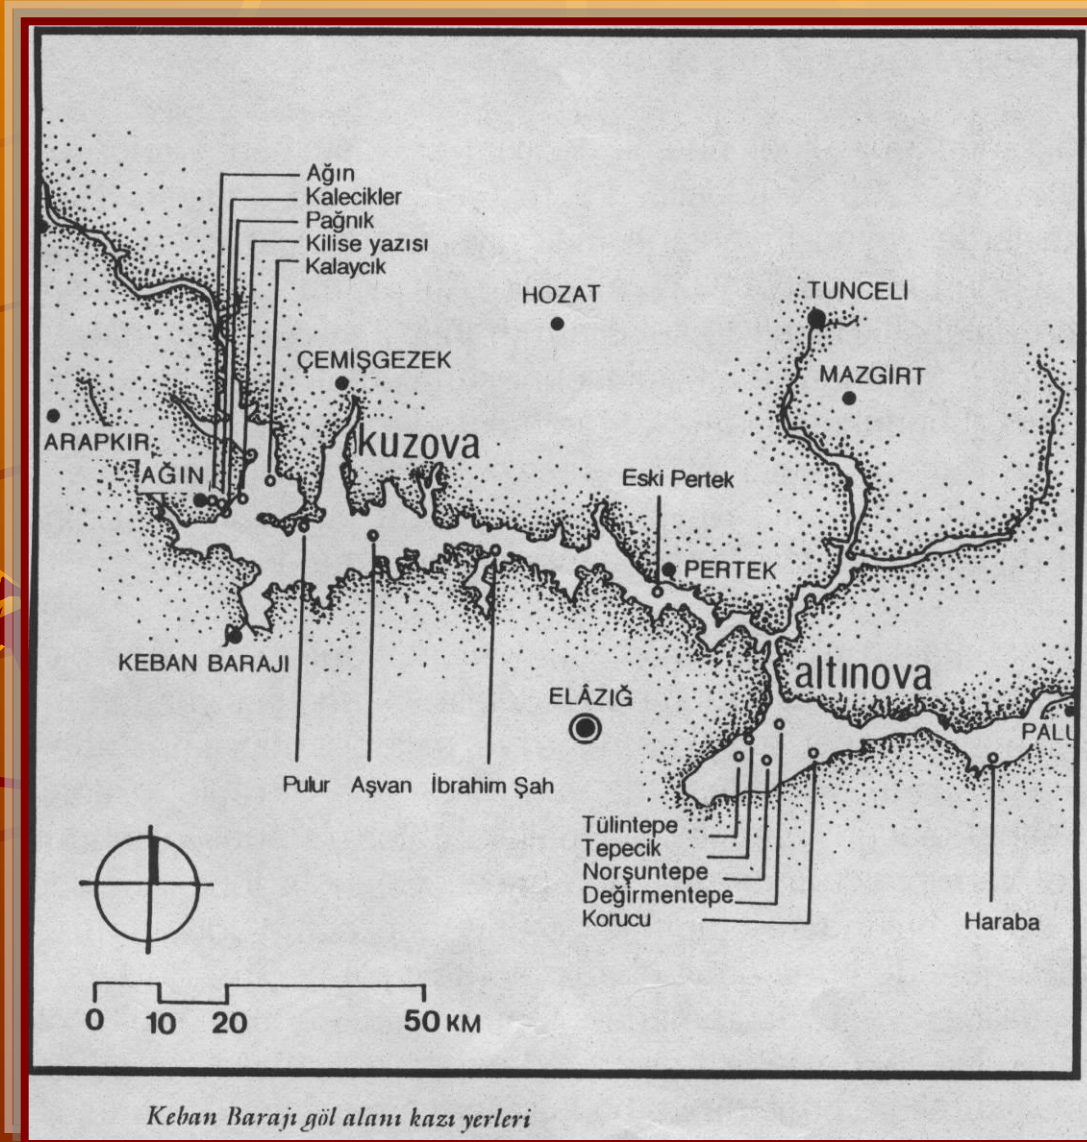 Ağın
Kalecikler
Pağnık
Kilise yazısı
Kalaycık
HOZAT
TUNCELİ
ÇEMİŞGEZEK
MAZGİRT
ARAPKIR
kuzova
AĞIN
Eski Pertek
PERTEK
KEBAN BARAJI
altınova
ELÂZIĞ
PALU
Pulur
Aşvan
İbrahim Şah
Tülintepe
Tepecik
Norşuntepe
Değirmentepe
Korucu
Haraba
0 10 20 50 KM
Keban Barajı göl alanı kazı yerleri